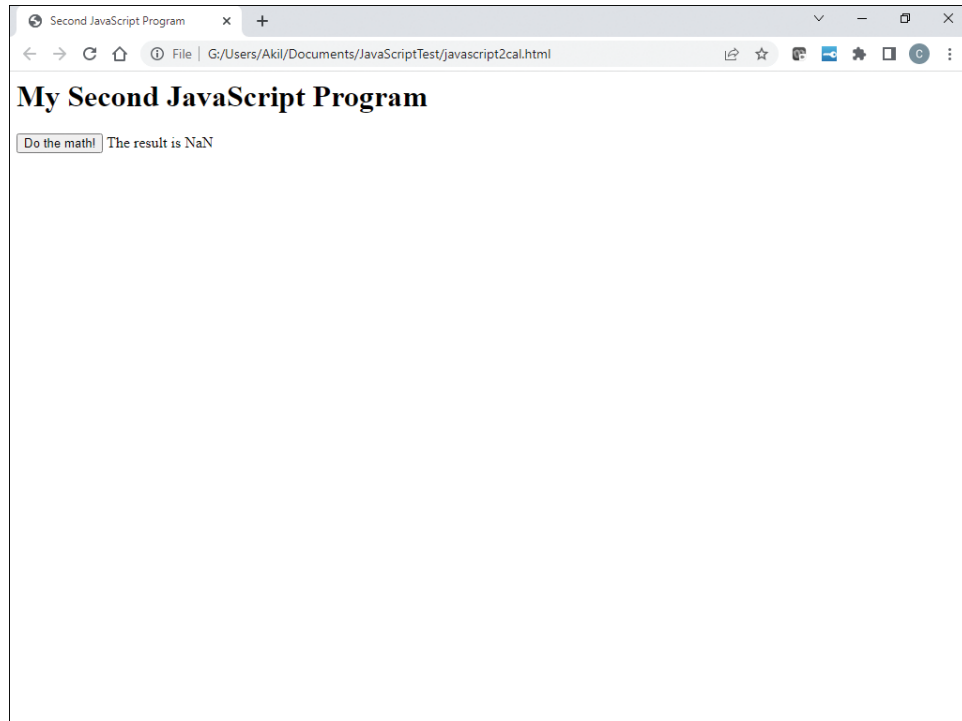 Second JavaScript Program
File G:/Users/Akil/Documents/JavaScriptTest/javascript2cal.html
C
My Second JavaScript Program
Do the math! The result is NaN